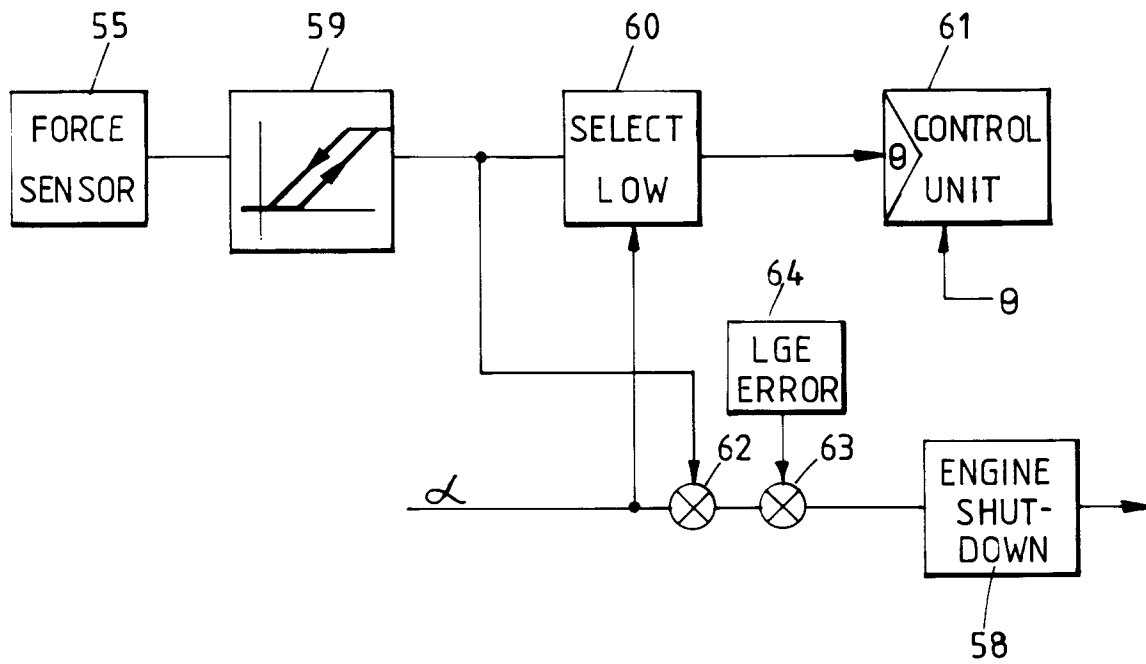 55
59
60
61
FORCE
SENSOR
SELECT
LOW
θ
CONTROL
UNIT
64
θ
LGE
ERROR
62
63
α
ENGINE
SHUT-
DOWN
58